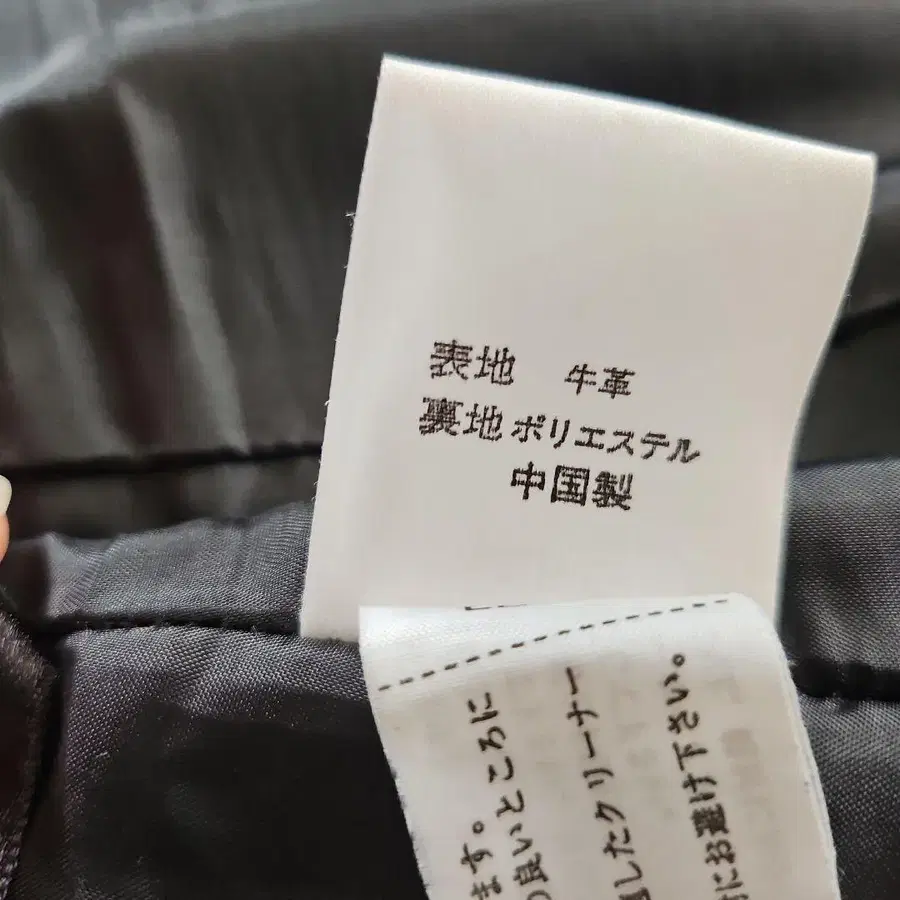 表地 牛革
裏地 ポリエステル
中国製
にお避け下さい。
したクリーナー
の良いところに
ます。